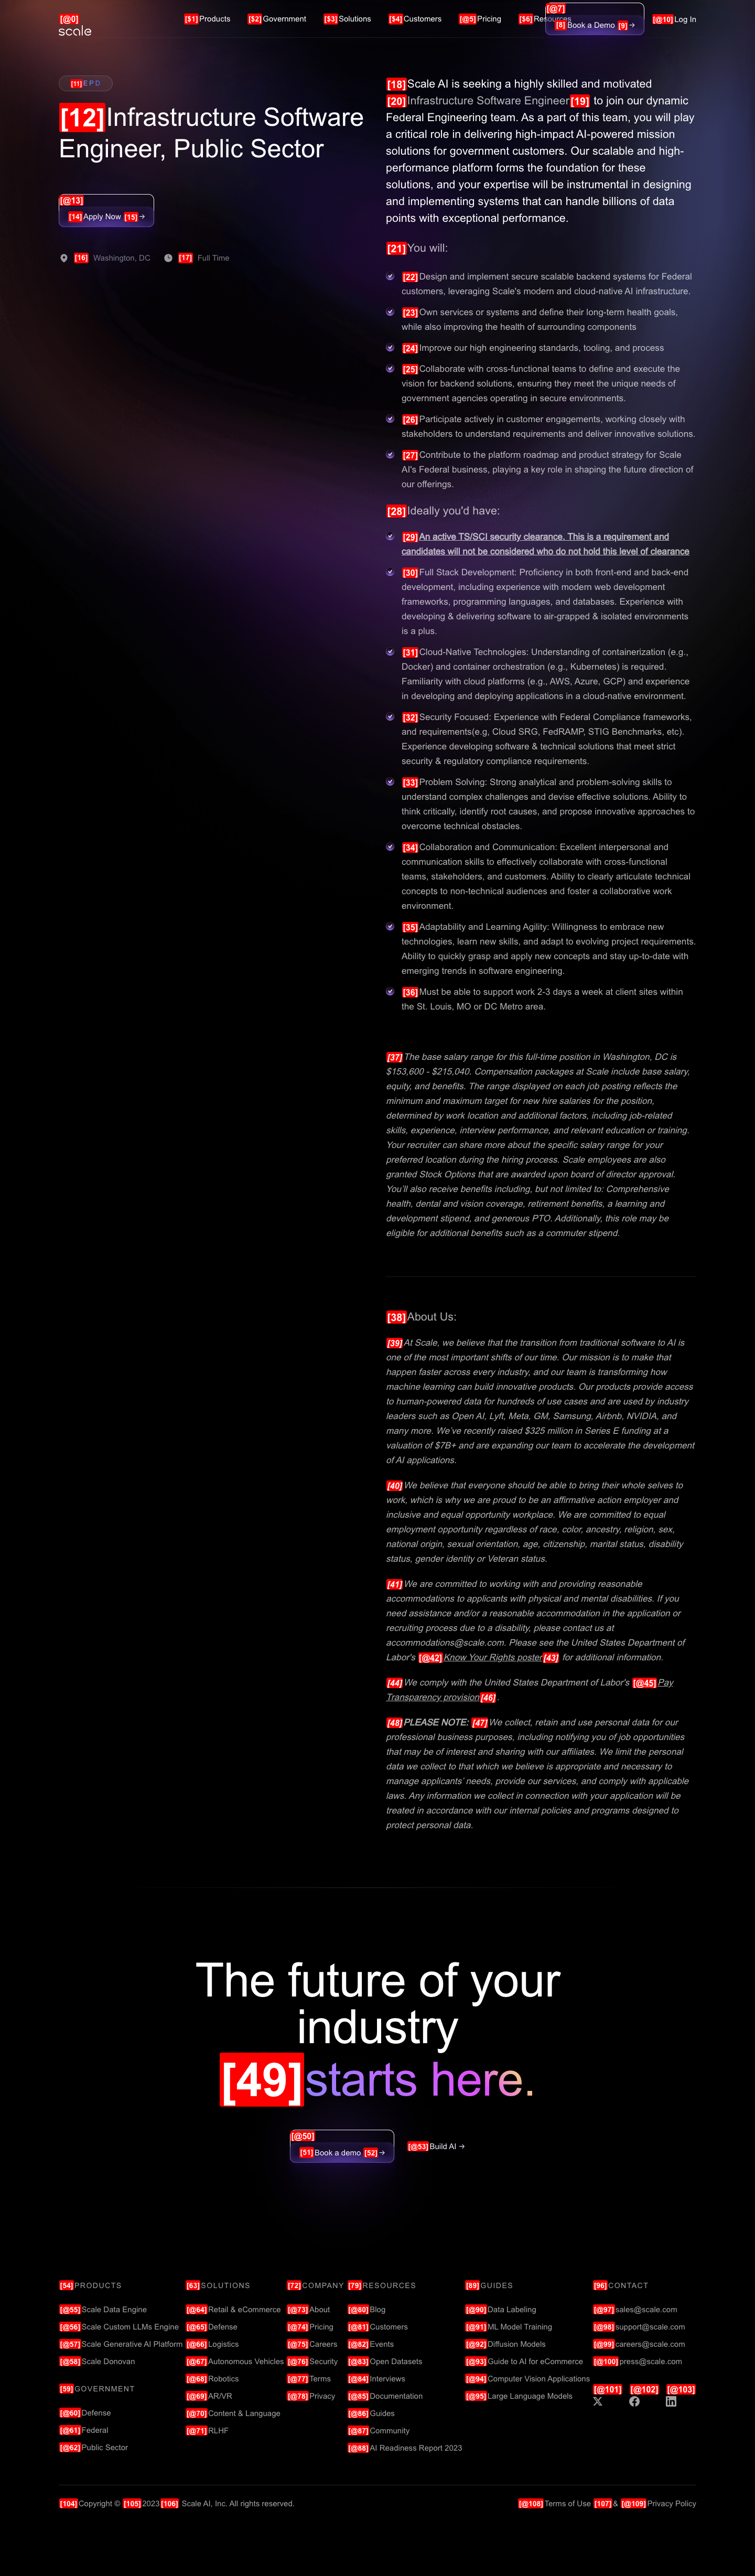 [@0]
scale
[$1]Products
[$2]Government
[$3]Solutions
[$4]Customers
[@5]Pricing
[$6]Resources
[@7]
[8]Book a Demo [9]→
[@10]Log In
[11]EPD
[12]Infrastructure Software
Engineer, Public Sector
[@13]
[14]Apply Now [15]→
[16] Washington, DC
[17] Full Time
[18]Scale AI is seeking a highly skilled and motivated
[20]Infrastructure Software Engineer[19] to join our dynamic
Federal Engineering team. As a part of this team, you will play
a critical role in delivering high-impact AI-powered mission
solutions for government customers. Our scalable and high-
performance platform forms the foundation for these
solutions, and your expertise will be instrumental in designing
and implementing systems that can handle billions of data
points with exceptional performance.
[21]You will:
[22]Design and implement secure scalable backend systems for Federal
customers, leveraging Scale's modern and cloud-native AI infrastructure.
[23]Own services or systems and define their long-term health goals,
while also improving the health of surrounding components
[24]Improve our high engineering standards, tooling, and process
[25]Collaborate with cross-functional teams to define and execute the
vision for backend solutions, ensuring they meet the unique needs of
government agencies operating in secure environments.
[26]Participate actively in customer engagements, working closely with
stakeholders to understand requirements and deliver innovative solutions.
[27]Contribute to the platform roadmap and product strategy for Scale
AI's Federal business, playing a key role in shaping the future direction of
our offerings.
[28]Ideally you'd have:
[29]An active TS/SCI security clearance. This is a requirement and
candidates will not be considered who do not hold this level of clearance
[30]Full Stack Development: Proficiency in both front-end and back-end
development, including experience with modern web development
frameworks, programming languages, and databases. Experience with
developing & delivering software to air-grapped & isolated environments
is a plus.
[31]Cloud-Native Technologies: Understanding of containerization (e.g.,
Docker) and container orchestration (e.g., Kubernetes) is required.
Familiarity with cloud platforms (e.g., AWS, Azure, GCP) and experience
in developing and deploying applications in a cloud-native environment.
[32]Security Focused: Experience with Federal Compliance frameworks,
and requirements(e.g, Cloud SRG, FedRAMP, STIG Benchmarks, etc).
Experience developing software & technical solutions that meet strict
security & regulatory compliance requirements.
[33]Problem Solving: Strong analytical and problem-solving skills to
understand complex challenges and devise effective solutions. Ability to
think critically, identify root causes, and propose innovative approaches to
overcome technical obstacles.
[34]Collaboration and Communication: Excellent interpersonal and
communication skills to effectively collaborate with cross-functional
teams, stakeholders, and customers. Ability to clearly articulate technical
concepts to non-technical audiences and foster a collaborative work
environment.
[35]Adaptability and Learning Agility: Willingness to embrace new
technologies, learn new skills, and adapt to evolving project requirements.
Ability to quickly grasp and apply new concepts and stay up-to-date with
emerging trends in software engineering.
[36]Must be able to support work 2-3 days a week at client sites within
the St. Louis, MO or DC Metro area.
[37]The base salary range for this full-time position in Washington, DC is
$153,600 - $215,040. Compensation packages at Scale include base salary,
equity, and benefits. The range displayed on each job posting reflects the
minimum and maximum target for new hire salaries for the position,
determined by work location and additional factors, including job-related
skills, experience, interview performance, and relevant education or training.
Your recruiter can share more about the specific salary range for your
preferred location during the hiring process. Scale employees are also
granted Stock Options that are awarded upon board of director approval.
You'll also receive benefits including, but not limited to: Comprehensive
health, dental and vision coverage, retirement benefits, a learning and
development stipend, and generous PTO. Additionally, this role may be
eligible for additional benefits such as a commuter stipend.
[38]About Us:
[39]At Scale, we believe that the transition from traditional software to AI is
one of the most important shifts of our time. Our mission is to make that
happen faster across every industry, and our team is transforming how
machine learning can build innovative products. Our products provide access
to human-powered data for hundreds of use cases and are used by industry
leaders such as Open AI, Lyft, Meta, GM, Samsung, Airbnb, NVIDIA, and
many more. We've recently raised $325 million in Series E funding at a
valuation of $7B+ and are expanding our team to accelerate the development
of AI applications.
[40]We believe that everyone should be able to bring their whole selves to
work, which is why we are proud to be an affirmative action employer and
inclusive and equal opportunity workplace. We are committed to equal
employment opportunity regardless of race, color, ancestry, religion, sex,
national origin, sexual orientation, age, citizenship, marital status, disability
status, gender identity or Veteran status.
[41]We are committed to working with and providing reasonable
accommodations to applicants with physical and mental disabilities. If you
need assistance and/or a reasonable accommodation in the application or
recruiting process due to a disability, please contact us at
accommodations@scale.com. Please see the United States Department of
Labor's [@42]Know Your Rights poster[43] for additional information.
[44]We comply with the United States Department of Labor's [@45]Pay
Transparency provision[46].
[48]PLEASE NOTE: [47]We collect, retain and use personal data for our
professional business purposes, including notifying you of job opportunities
that may be of interest and sharing with our affiliates. We limit the personal
data we collect to that which we believe is appropriate and necessary to
manage applicants' needs, provide our services, and comply with applicable
laws. Any information we collect in connection with your application will be
treated in accordance with our internal policies and programs designed to
protect personal data.
The future of your
industry
[49]starts here.
[@50]
[51]Book a demo [52]→
[@53]Build AI →
[54]PRODUCTS
[@55]Scale Data Engine
[@56]Scale Custom LLMs Engine
[@57]Scale Generative AI Platform
[@58]Scale Donovan
[59]GOVERNMENT
[@60]Defense
[@61]Federal
[@62]Public Sector
[63]SOLUTIONS
[@64]Retail & eCommerce
[@65]Defense
[@66]Logistics
[@67]Autonomous Vehicles
[@68]Robotics
[@69]AR/VR
[@70]Content & Language
[@71]RLHF
[72]COMPANY
[@73]About
[@74]Pricing
[@75]Careers
[@76]Security
[@77]Terms
[@78]Privacy
[79]RESOURCES
[@80]Blog
[@81]Customers
[@82]Events
[@83]Open Datasets
[@84]Interviews
[@85]Documentation
[@86]Guides
[@87]Community
[@88]AI Readiness Report 2023
[89]GUIDES
[@90]Data Labeling
[@91]ML Model Training
[@92]Diffusion Models
[@93]Guide to AI for eCommerce
[@94]Computer Vision Applications
[@95]Large Language Models
[96]CONTACT
[@97]sales@scale.com
[@98]support@scale.com
[@99]careers@scale.com
[@100]press@scale.com
[@101] [@102] [@103]
[104]Copyright © [105]2023[106] Scale AI, Inc. All rights reserved.
[@108]Terms of Use [107]& [@109]Privacy Policy